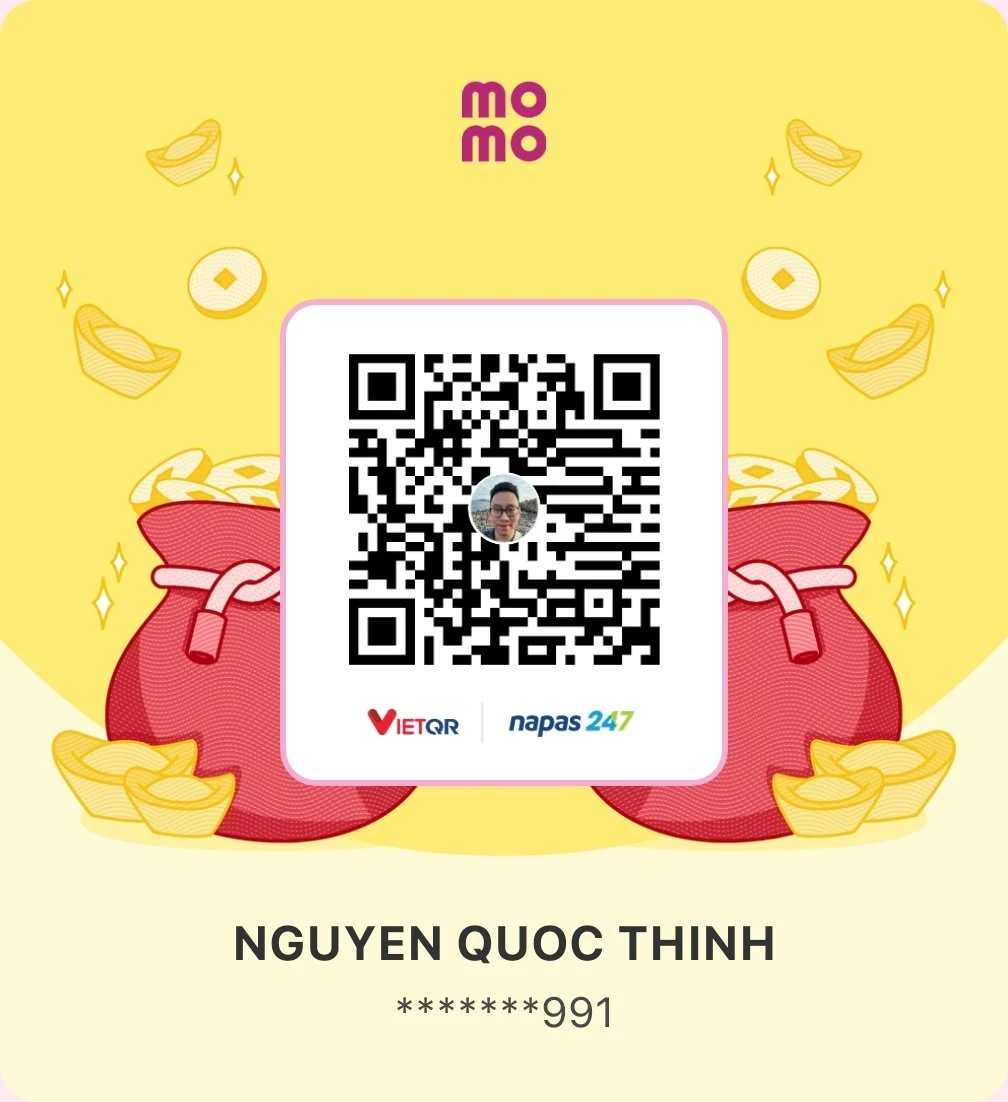 mo
mo
VIETQR
napas 247
NGUYEN QUOC THINH
*******991